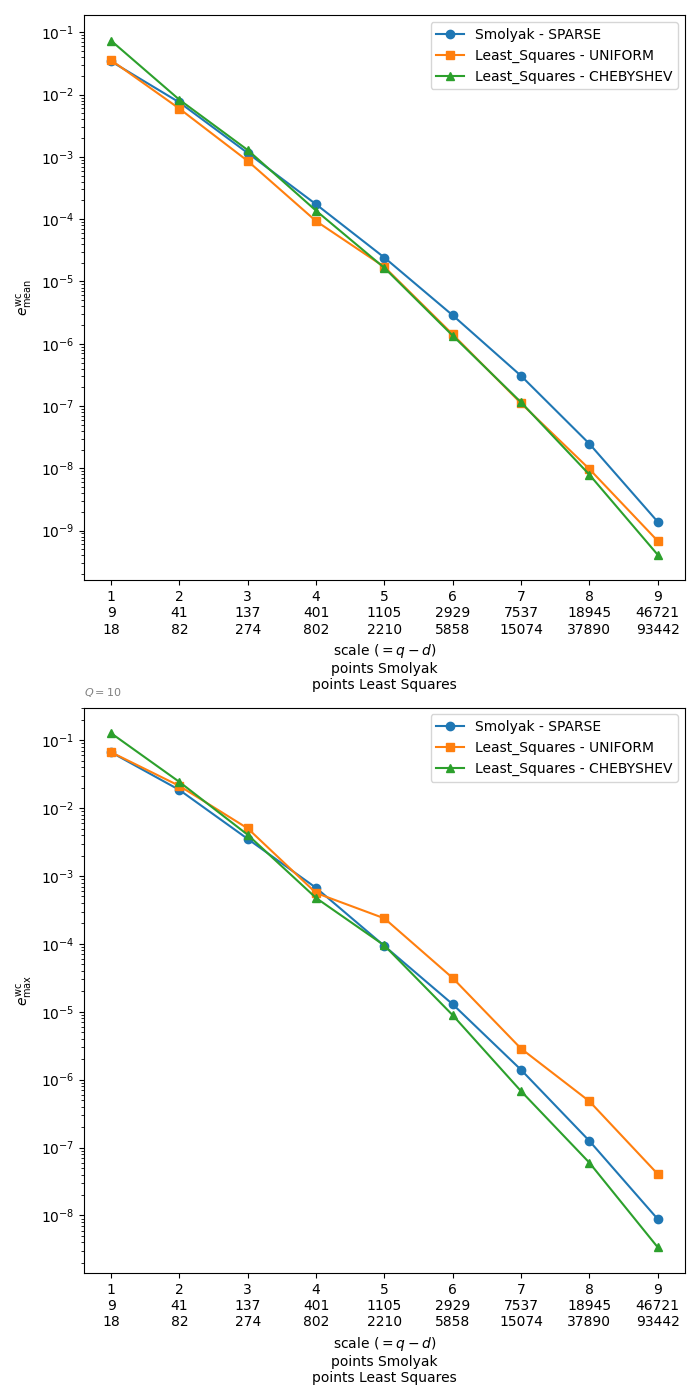 10⁻¹
10⁻²
10⁻³
10⁻⁴
10⁻⁵
10⁻⁶
10⁻⁷
10⁻⁸
10⁻⁹
e^{wc}_{mean}
Smolyak - SPARSE
Least_Squares - UNIFORM
Least_Squares - CHEBYSHEV
1 2 3 4 5 6 7 8 9
9 41 137 401 1105 2929 7537 18945 46721
18 82 274 802 2210 5858 15074 37890 93442
scale (= q − d)
points Smolyak
points Least Squares
Q = 10
10⁻¹
10⁻²
10⁻³
10⁻⁴
10⁻⁵
10⁻⁶
10⁻⁷
10⁻⁸
e^{wc}_{max}
Smolyak - SPARSE
Least_Squares - UNIFORM
Least_Squares - CHEBYSHEV
1 2 3 4 5 6 7 8 9
9 41 137 401 1105 2929 7537 18945 46721
18 82 274 802 2210 5858 15074 37890 93442
scale (= q − d)
points Smolyak
points Least Squares